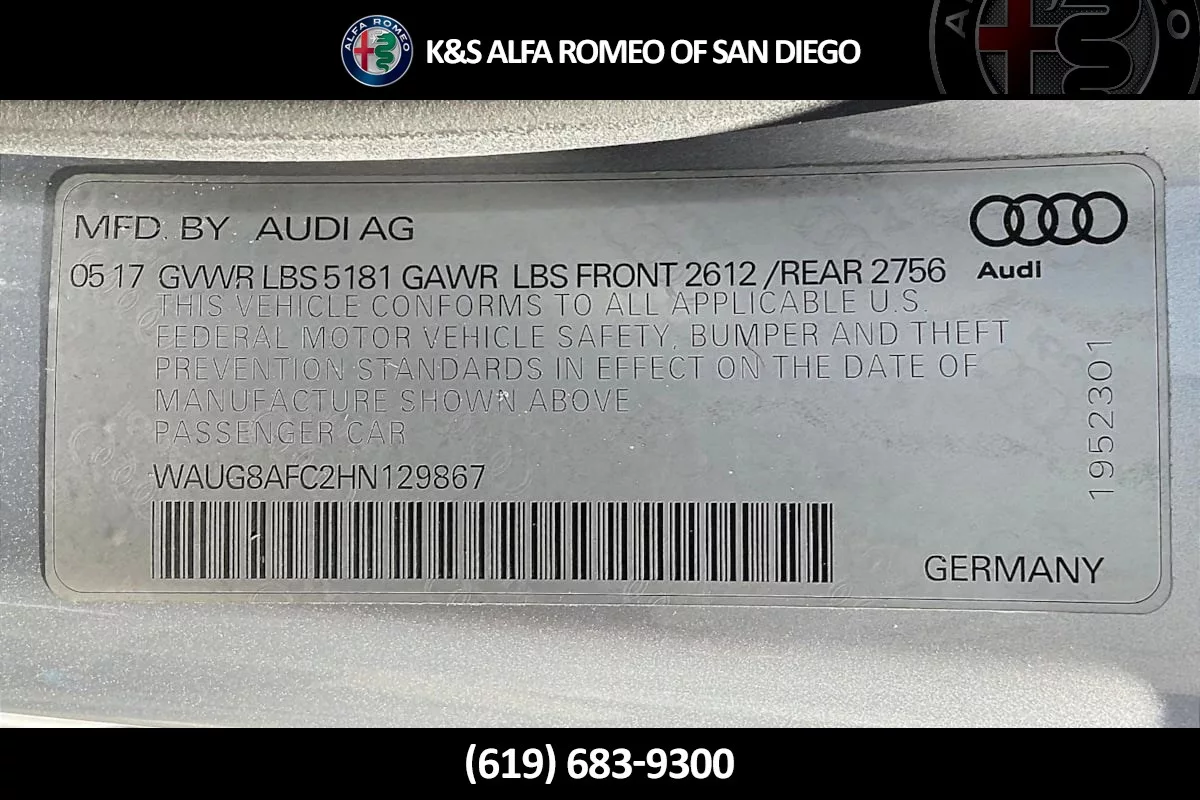 ALFA ROMEO
K&S ALFA ROMEO OF SAN DIEGO
MFD. BY AUDI AG
05 17 GVWR LBS 5181 GAWR LBS FRONT 2612 /REAR 2756
Audi
THIS VEHICLE CONFORMS TO ALL APPLICABLE U.S.
FEDERAL MOTOR VEHICLE SAFETY, BUMPER AND THEFT
PREVENTION STANDARDS IN EFFECT ON THE DATE OF
MANUFACTURE SHOWN ABOVE
PASSENGER CAR
1952301
WAUG8AFC2HN129867
GERMANY
(619) 683-9300